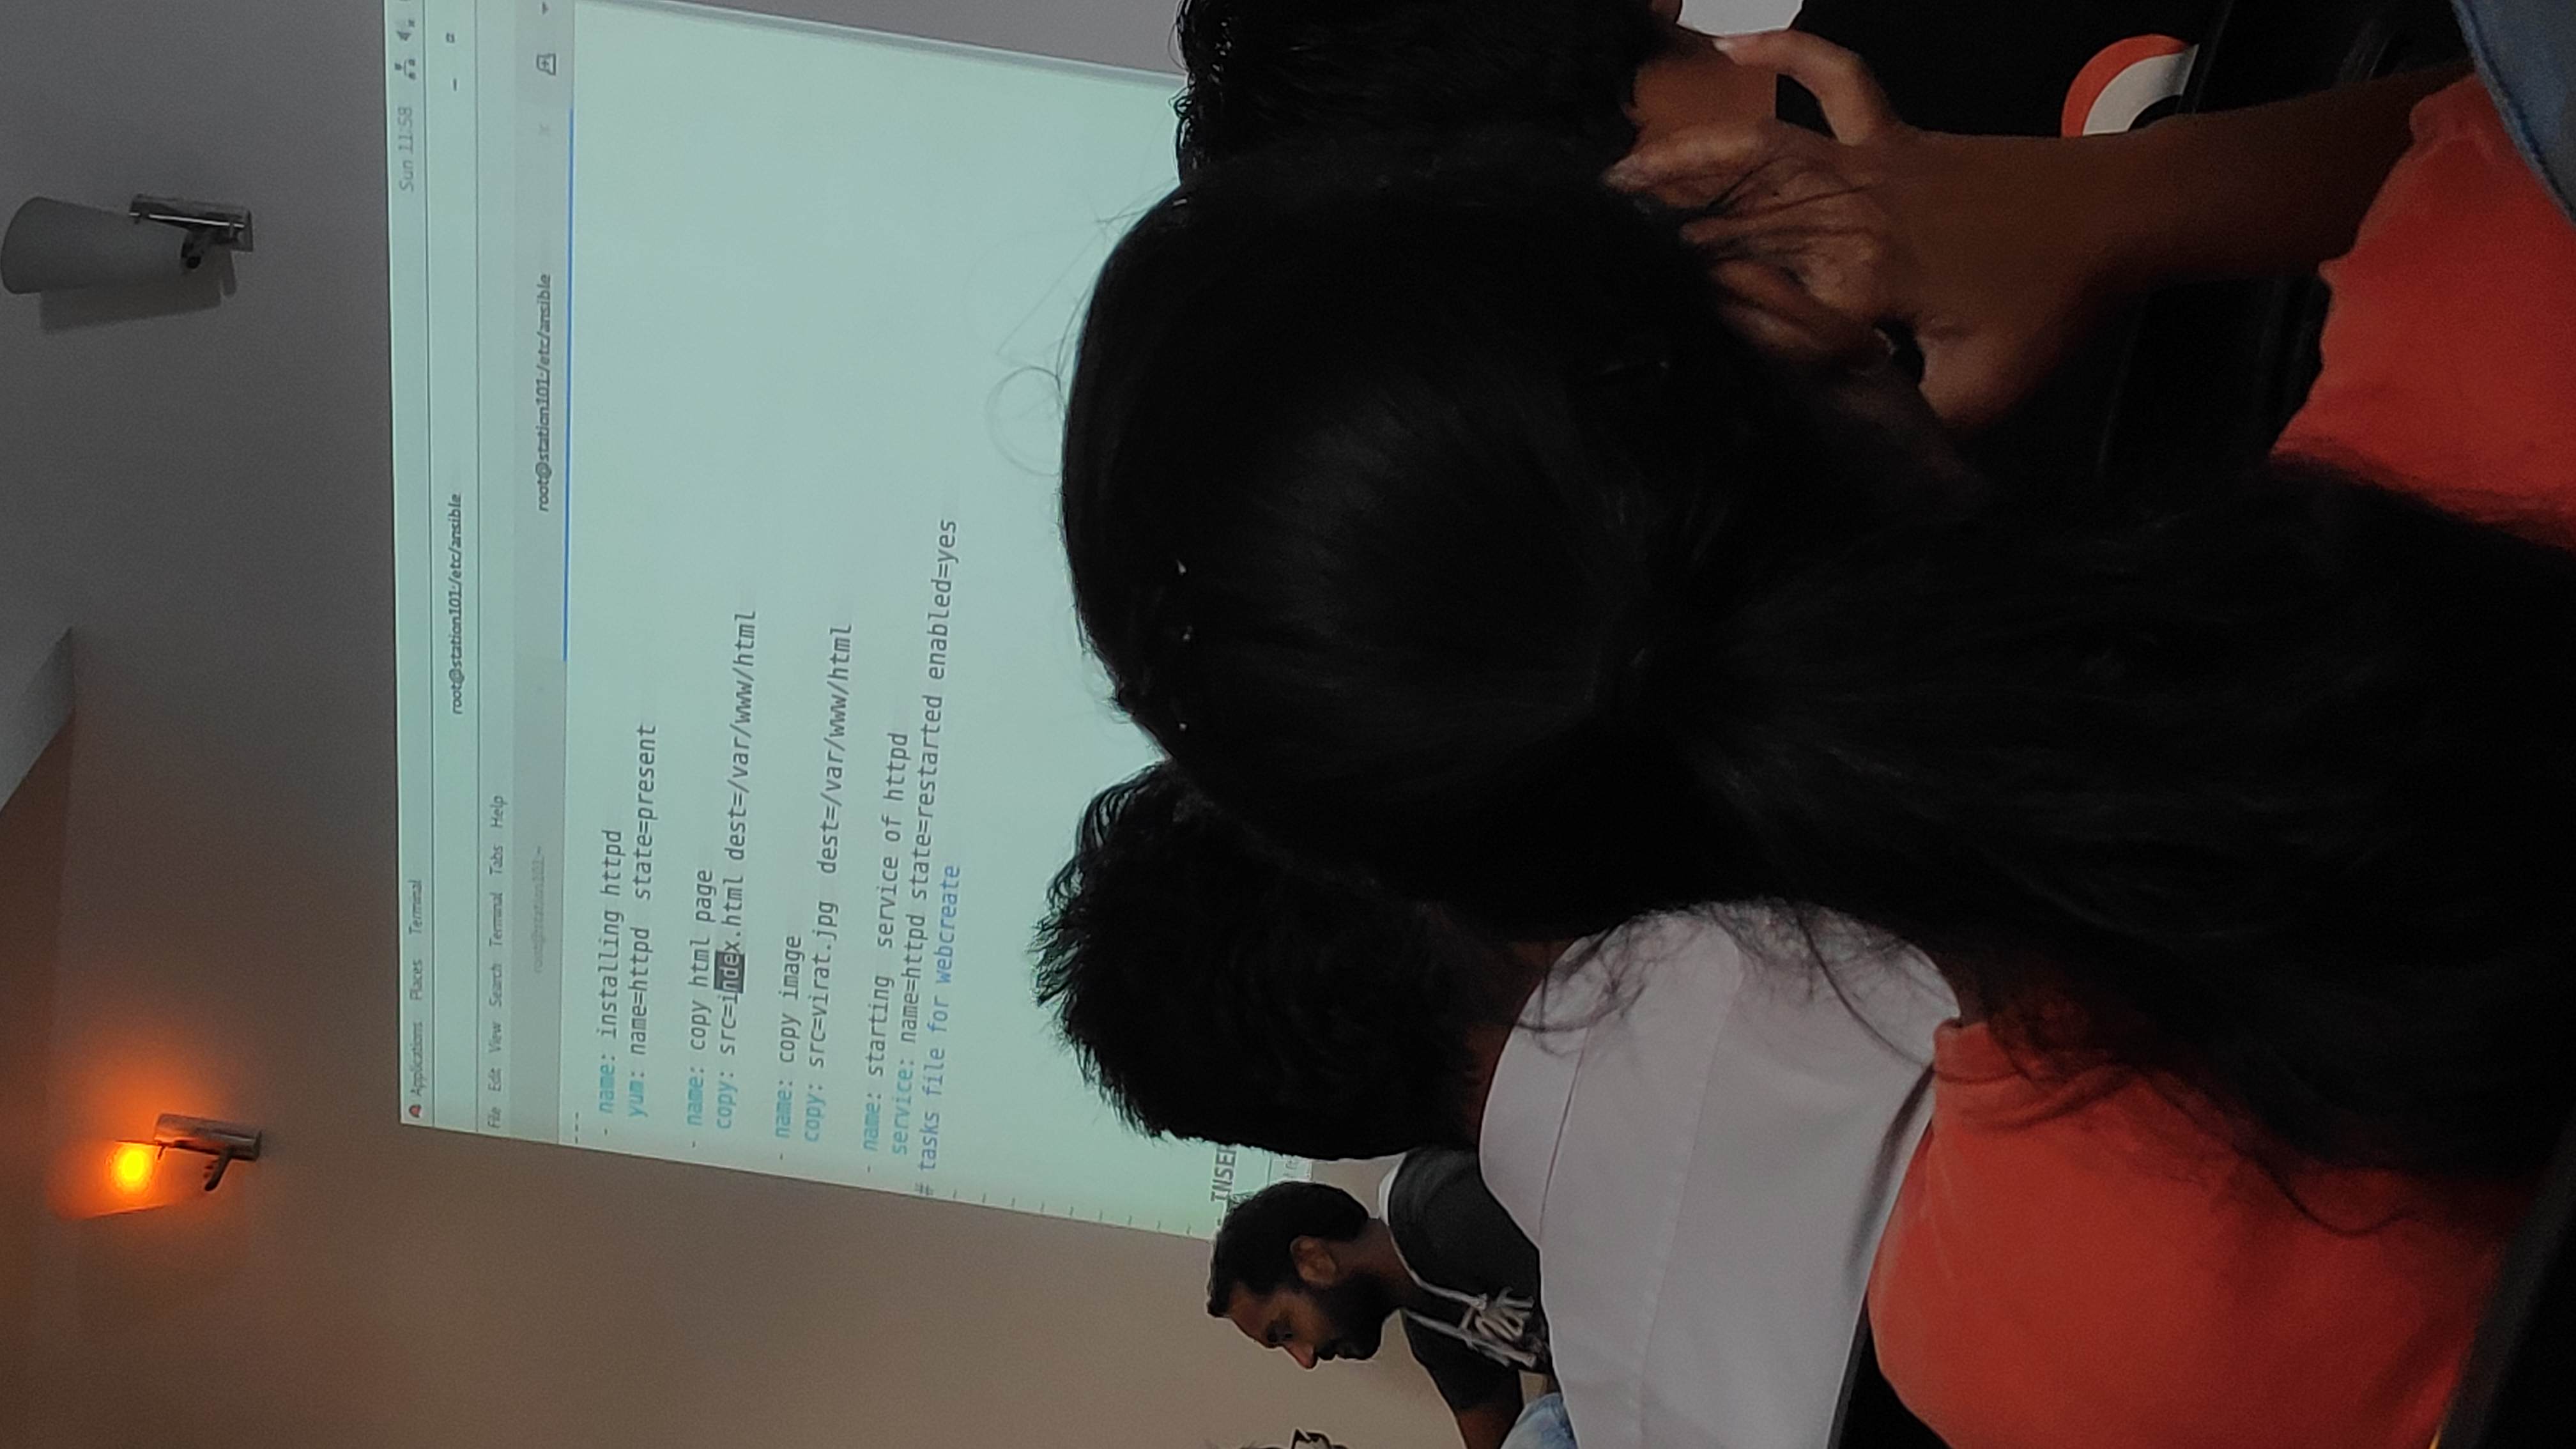 Applications Places Terminal Sun 11:58
root@station101:/etc/ansible
File Edit View Search Terminal Tabs Help
root@station101:~ root@station101:/etc/ansible
---
- name: installing httpd
yum: name=httpd  state=present
- name: copy html page
copy: src=index.html dest=/var/www/html
- name: copy image
copy: src=virat.jpg  dest=/var/www/html
- name: starting  service of httpd
service: name=httpd state=restarted enabled=yes
# tasks file for webcreate